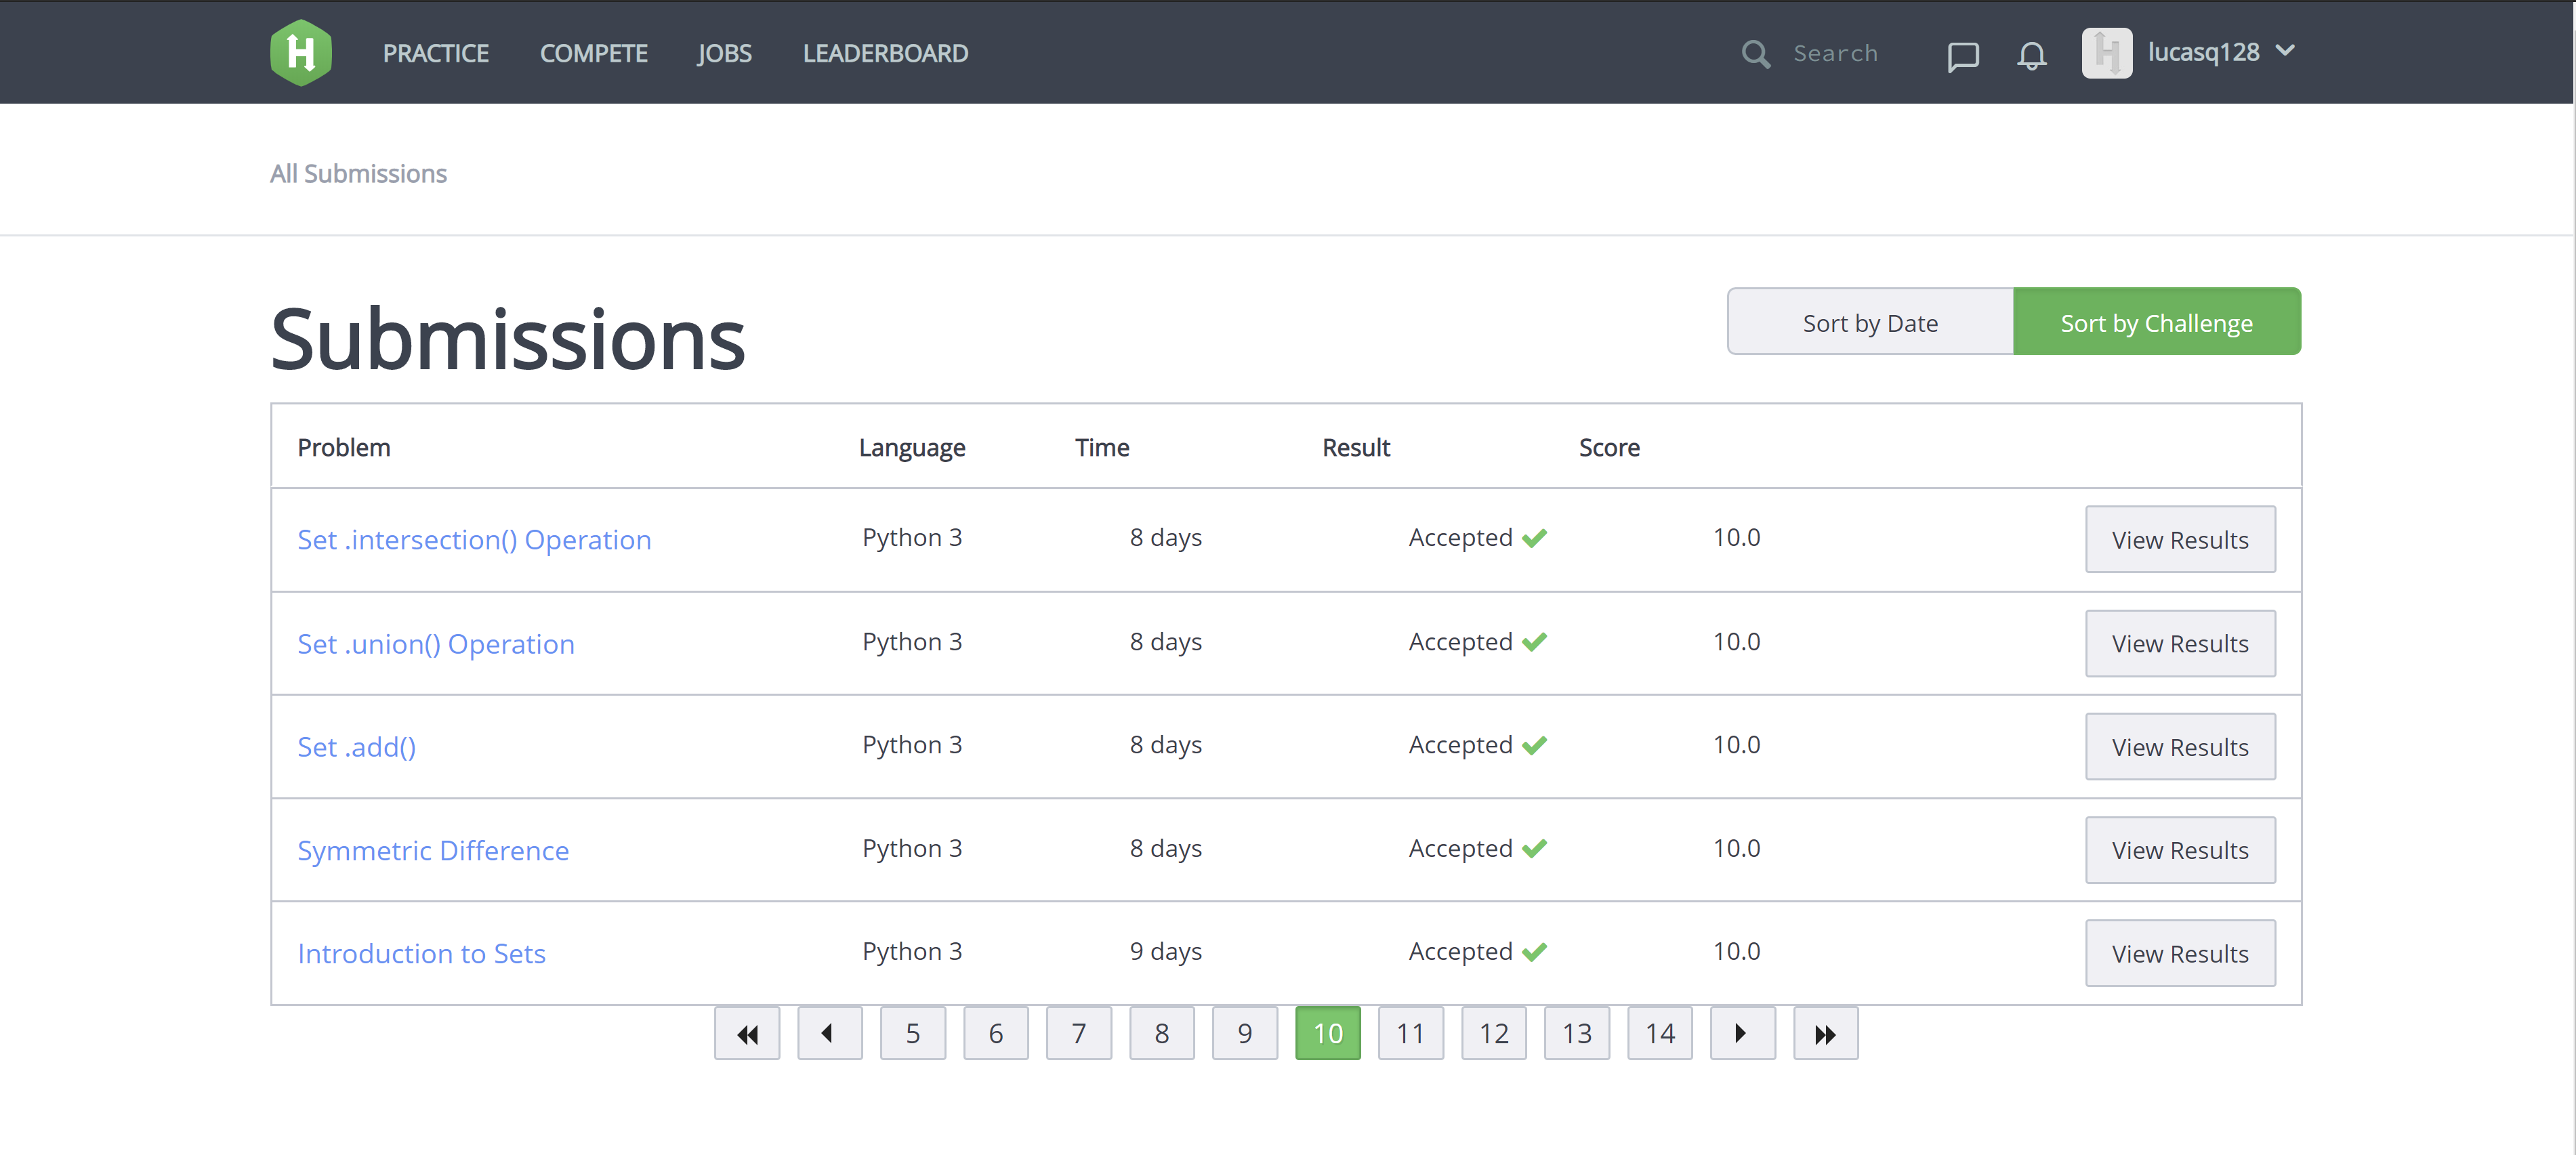 PRACTICE COMPETE JOBS LEADERBOARD Search lucasq128
All Submissions
Submissions Sort by Date Sort by Challenge
Problem Language Time Result Score
Set .intersection() Operation Python 3 8 days Accepted 10.0 View Results
Set .union() Operation Python 3 8 days Accepted 10.0 View Results
Set .add() Python 3 8 days Accepted 10.0 View Results
Symmetric Difference Python 3 8 days Accepted 10.0 View Results
Introduction to Sets Python 3 9 days Accepted 10.0 View Results
5 6 7 8 9 10 11 12 13 14